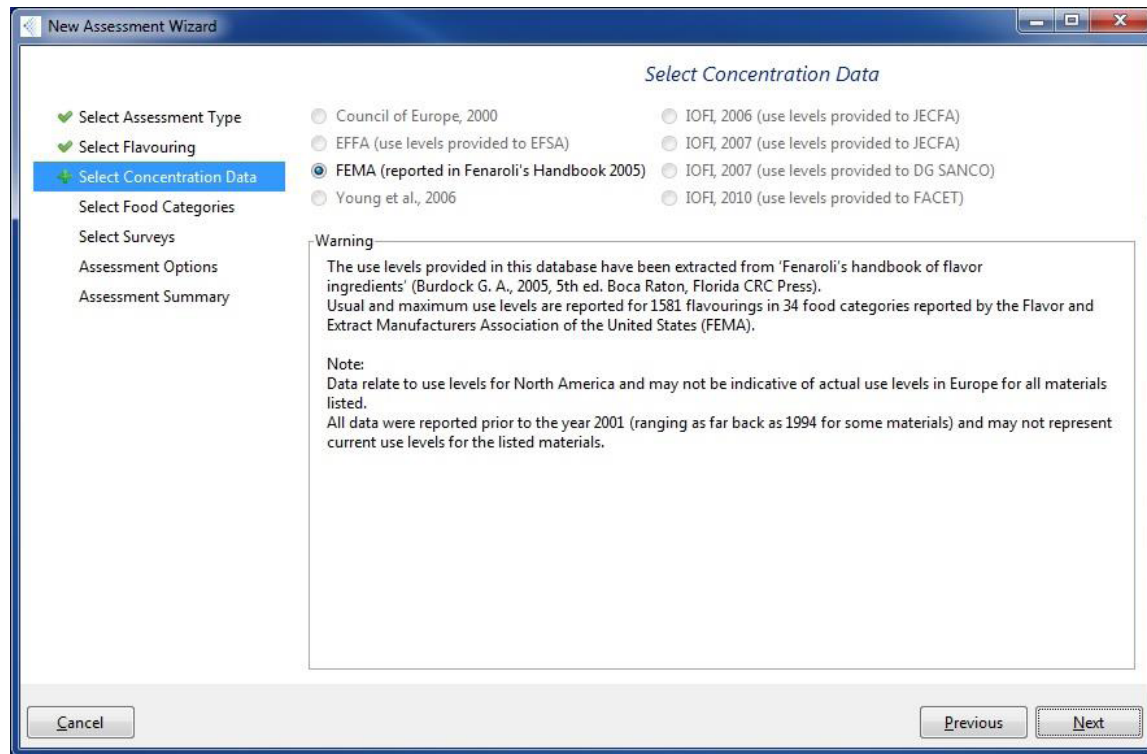 New Assessment Wizard
Select Concentration Data
Select Assessment Type
Select Flavouring
Select Concentration Data
Select Food Categories
Select Surveys
Assessment Options
Assessment Summary
Council of Europe, 2000
EFFA (use levels provided to EFSA)
FEMA (reported in Fenaroli's Handbook 2005)
Young et al., 2006
IOFI, 2006 (use levels provided to JECFA)
IOFI, 2007 (use levels provided to JECFA)
IOFI, 2007 (use levels provided to DG SANCO)
IOFI, 2010 (use levels provided to FACET)
Warning
The use levels provided in this database have been extracted from 'Fenaroli's handbook of flavor
ingredients' (Burdock G. A., 2005, 5th ed. Boca Raton, Florida CRC Press).
Usual and maximum use levels are reported for 1581 flavourings in 34 food categories reported by the Flavor and
Extract Manufacturers Association of the United States (FEMA).
Note:
Data relate to use levels for North America and may not be indicative of actual use levels in Europe for all materials
listed.
All data were reported prior to the year 2001 (ranging as far back as 1994 for some materials) and may not represent
current use levels for the listed materials.
Cancel
Previous
Next